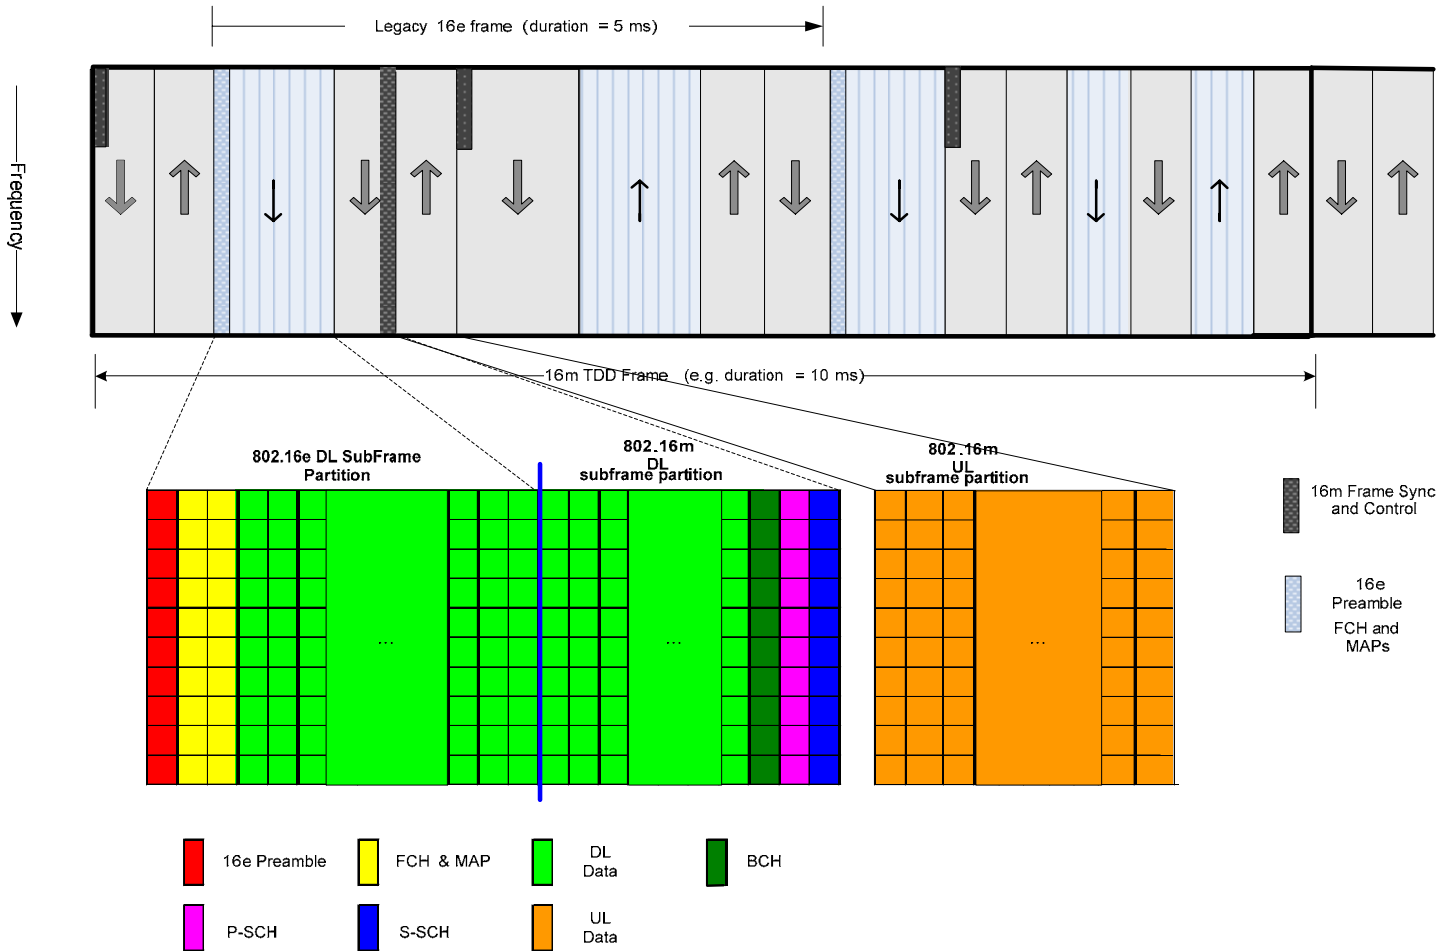 Legacy 16e frame (duration = 5 ms)
Frequency
16m TDD Frame (e.g. duration = 10 ms)
802.16e DL SubFrame
Partition
802.16m
DL
subframe partition
802.16m
UL
subframe partition
...
...
...
16m Frame Sync
and Control
16e
Preamble
FCH and
MAPs
16e Preamble
FCH & MAP
DL
Data
BCH
P-SCH
S-SCH
UL
Data